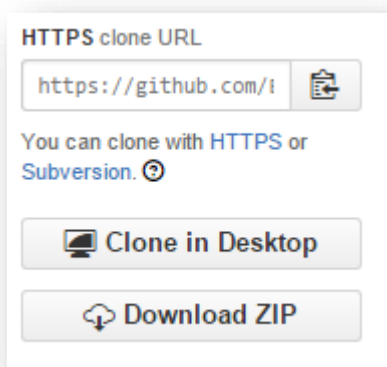 HTTPS clone URL
https://github.com/
You can clone with HTTPS or
Subversion.
Clone in Desktop
Download ZIP